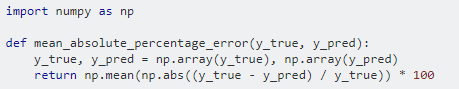 import numpy as np

def mean_absolute_percentage_error(y_true, y_pred):
    y_true, y_pred = np.array(y_true), np.array(y_pred)
    return np.mean(np.abs((y_true - y_pred) / y_true)) * 100